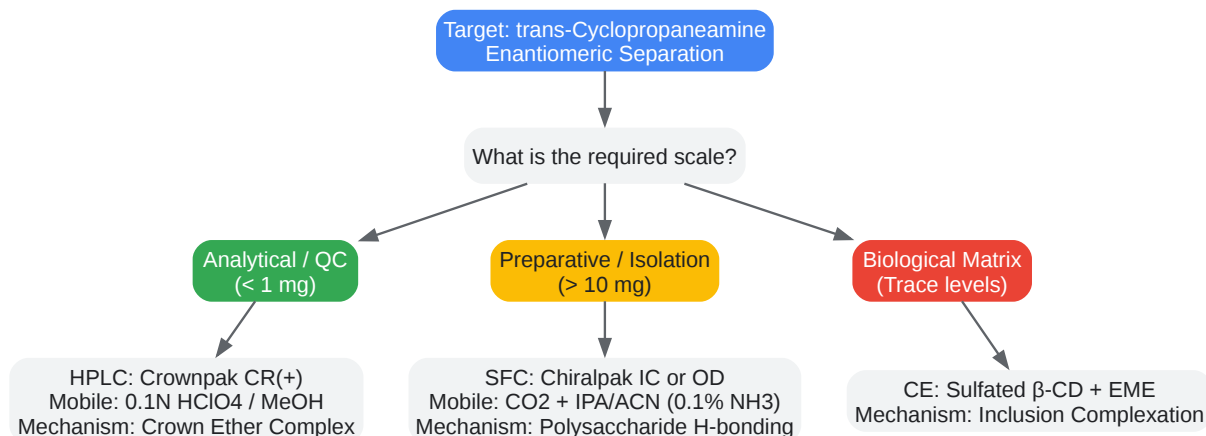 Target: trans-Cyclopropaneamine
Enantiomeric Separation
What is the required scale?
Analytical / QC
(< 1 mg)
Preparative / Isolation
(> 10 mg)
Biological Matrix
(Trace levels)
HPLC: Crownpak CR(+)
Mobile: 0.1N HClO4 / MeOH
Mechanism: Crown Ether Complex
SFC: Chiralpak IC or OD
Mobile: CO2 + IPA/ACN (0.1% NH3)
Mechanism: Polysaccharide H-bonding
CE: Sulfated β-CD + EME
Mechanism: Inclusion Complexation